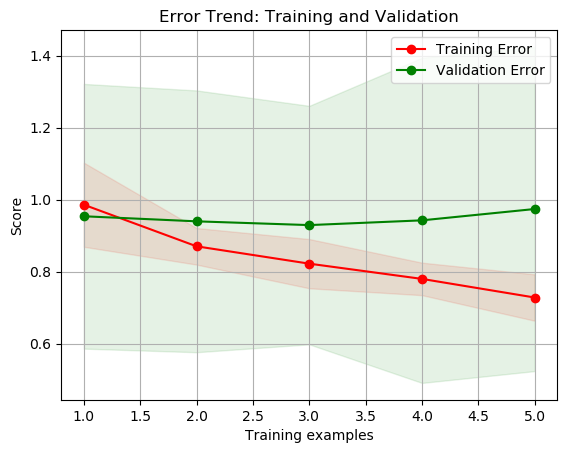 Error Trend: Training and Validation
Training Error
Validation Error
1.4
1.2
1.0
0.8
0.6
Score
1.0 1.5 2.0 2.5 3.0 3.5 4.0 4.5 5.0
Training examples